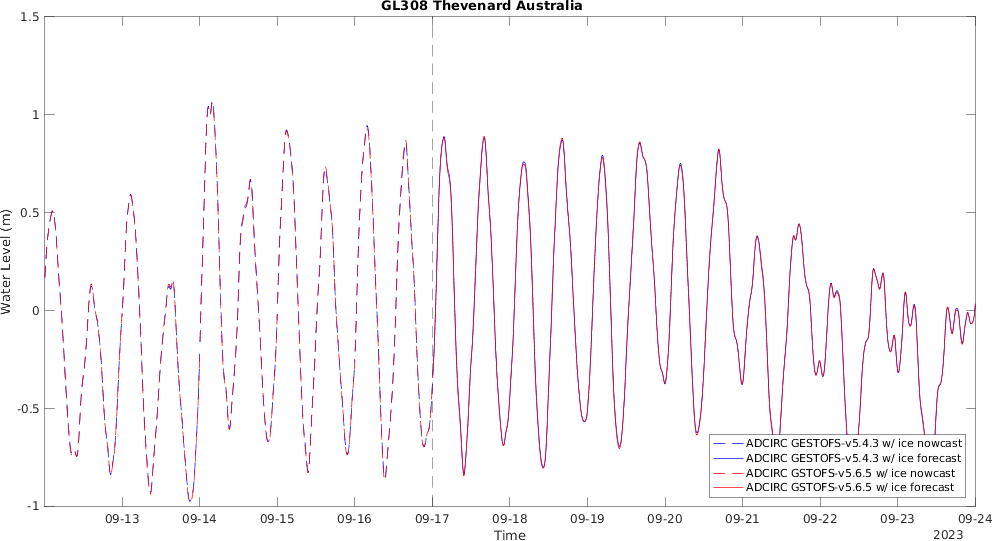 GL308 Thevenard Australia
1.5
1
0.5
0
-0.5
-1
Water Level (m)
09-13
09-14
09-15
09-16
09-17
09-18
09-19
09-20
09-21
09-22
09-23
09-24
Time
2023
ADCIRC GESTOFS-v5.4.3 w/ ice nowcast
ADCIRC GESTOFS-v5.4.3 w/ ice forecast
ADCIRC GSTOFS-v5.6.5 w/ ice nowcast
ADCIRC GSTOFS-v5.6.5 w/ ice forecast